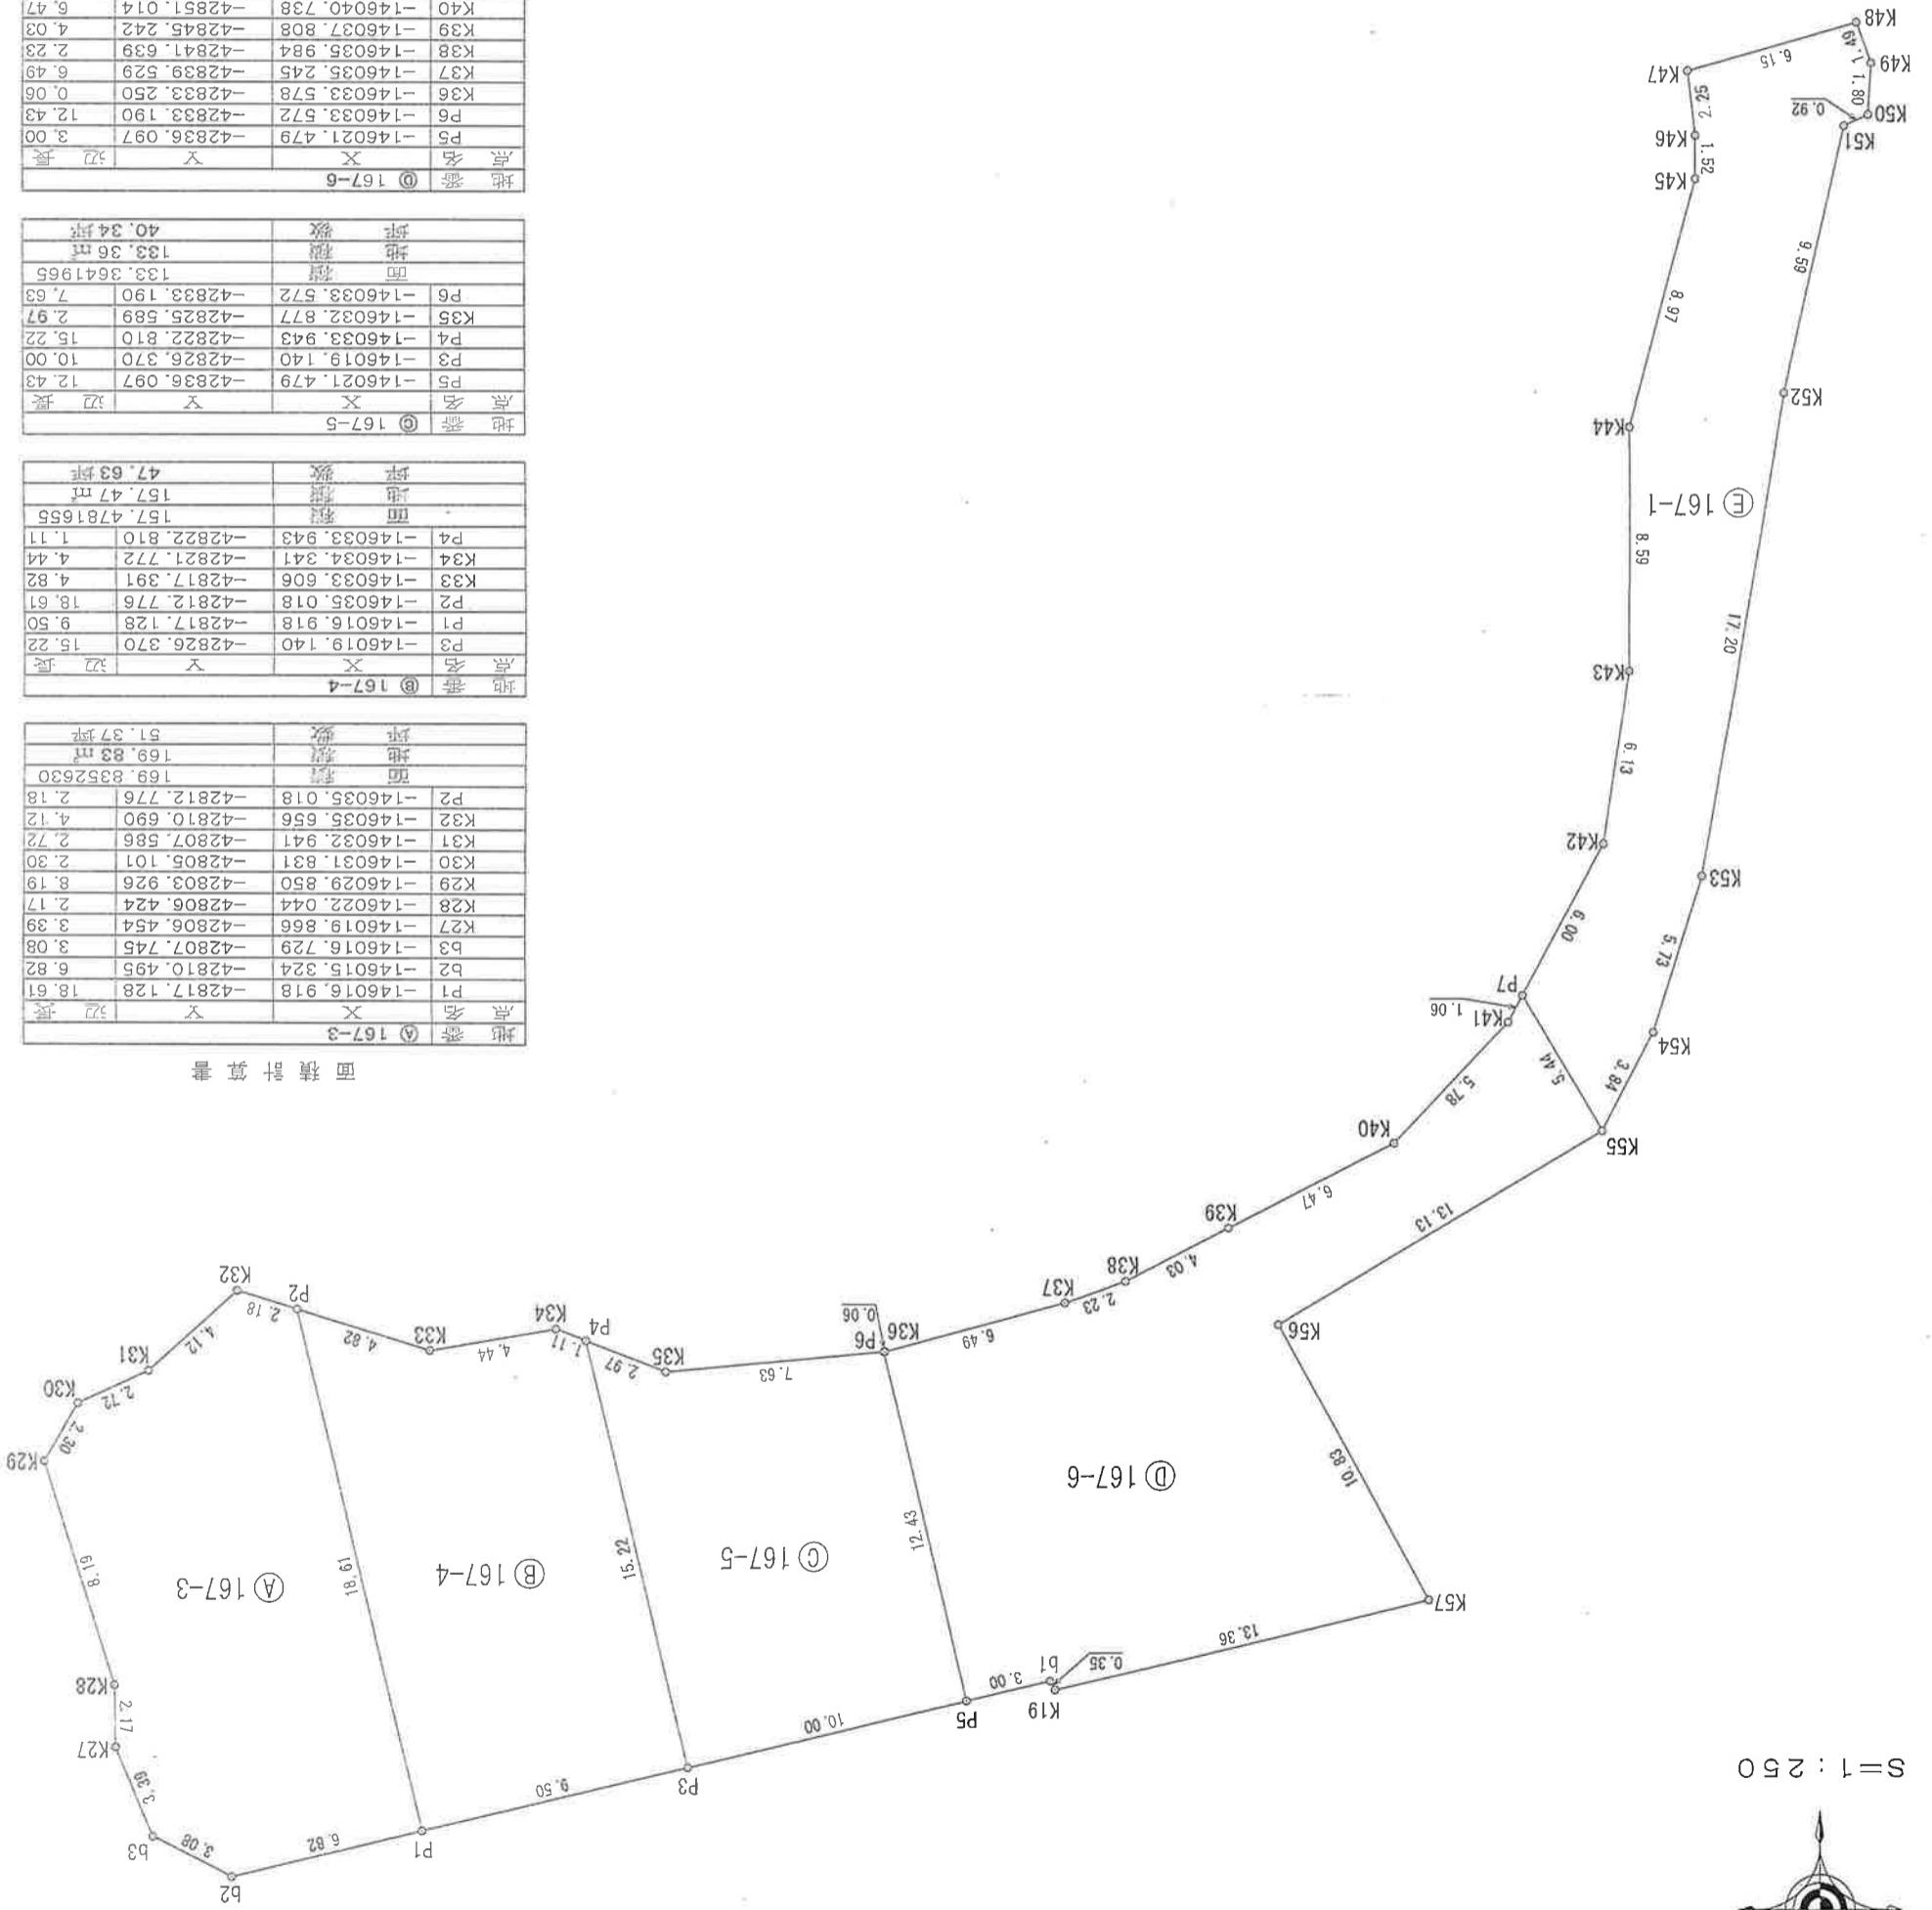 S=1:250
b2
b3
3.08
6.82
P1
3.39
K27
2.17
K28
8.19
K29
2.30
K30
2.72
K31
4.12
K32
2.18
P2
18.61
Ⓐ167-3
9.50
P3
Ⓑ167-4
4.82
K33
4.44
K34
1.11
P4
15.22
10.00
P5
Ⓒ167-5
2.97
K35
7.63
P6
K36
0.06
12.43
3.00
K19
b1
0.35
13.36
K57
10.83
K56
Ⓓ167-6
6.49
K37
2.23
K38
4.03
K39
6.47
K40
13.13
K55
5.78
5.44
K41
1.06
P7
3.84
K54
5.73
K53
6.00
K42
6.13
K43
17.20
8.59
Ⓔ167-1
K44
K52
8.97
9.59
K45
1.52
K46
2.25
K47
6.15
K51
0.92
K50
1.80
K49
1.49
K48
面積計算書
地番 Ⓐ 167-3
点名 X Y 辺長
P1 -146016.918 -42817.128 18.61
b2 -146015.324 -42810.495 6.82
b3 -146016.729 -42807.745 3.08
K27 -146019.866 -42806.454 3.39
K28 -146022.044 -42806.424 2.17
K29 -146029.850 -42803.926 8.19
K30 -146031.831 -42805.101 2.30
K31 -146032.941 -42807.586 2.72
K32 -146035.656 -42810.690 4.12
P2 -146035.018 -42812.776 2.18
面積 169.8352630
地積 169.83㎡
坪数 51.37坪
地番 Ⓑ 167-4
点名 X Y 辺長
P3 -146019.140 -42826.370 15.22
P1 -146016.918 -42817.128 9.50
P2 -146035.018 -42812.776 18.61
K33 -146033.606 -42817.391 4.82
K34 -146034.341 -42821.772 4.44
P4 -146033.943 -42822.810 1.11
面積 157.4781655
地積 157.47㎡
坪数 47.63坪
地番 Ⓒ 167-5
点名 X Y 辺長
P5 -146021.479 -42836.097 12.43
P3 -146019.140 -42826.370 10.00
P4 -146033.943 -42822.810 15.22
K35 -146032.877 -42825.589 2.97
P6 -146033.572 -42833.190 7.63
面積 133.3641965
地積 133.36㎡
坪数 40.34坪
地番 Ⓓ 167-6
点名 X Y 辺長
P5 -146021.479 -42836.097 3.00
P6 -146033.572 -42833.190 12.43
K36 -146033.578 -42833.250 0.06
K37 -146035.245 -42839.529 6.49
K38 -146035.984 -42841.639 2.23
K39 -146037.808 -42845.242 4.03
K40 -146040.738 -42851.014 6.47